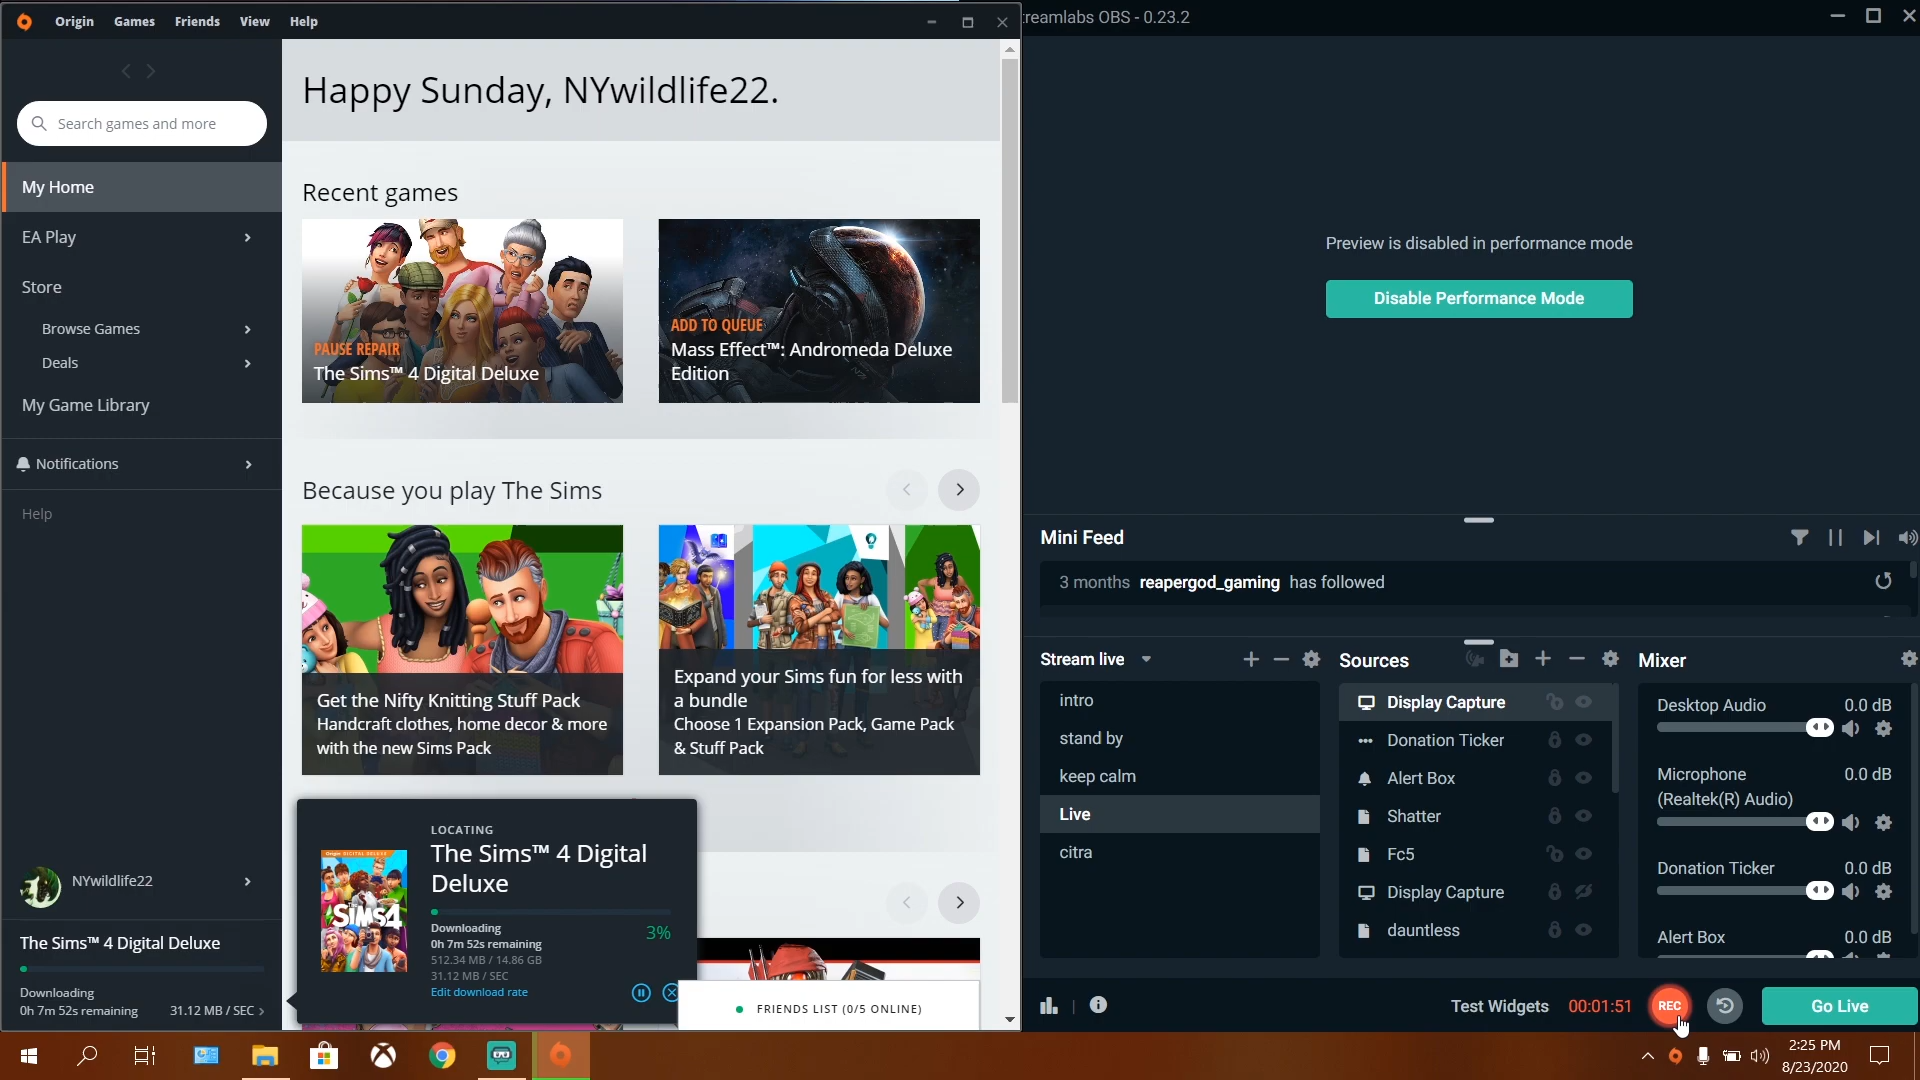 Origin Games Friends View Help
Search games and more
My Home
EA Play
Store
Browse Games
Deals
My Game Library
Notifications
Help
NYwildlife22
The Sims™ 4 Digital Deluxe
Downloading
0h 7m 52s remaining 31.12 MB / SEC
Happy Sunday, NYwildlife22.
Recent games
PAUSE REPAIR
The Sims™ 4 Digital Deluxe
ADD TO QUEUE
Mass Effect™: Andromeda Deluxe
Edition
Because you play The Sims
Get the Nifty Knitting Stuff Pack
Handcraft clothes, home decor & more
with the new Sims Pack
Expand your Sims fun for less with
a bundle
Choose 1 Expansion Pack, Game Pack
& Stuff Pack
LOCATING
The Sims™ 4 Digital
Deluxe
Downloading
0h 7m 52s remaining
512.34 MB / 14.86 GB
31.12 MB / SEC
Edit download rate
3%
Origin DIGITAL DELUXE
THE SIMS 4
FRIENDS LIST (0/5 ONLINE)
reamlabs OBS - 0.23.2
Preview is disabled in performance mode
Disable Performance Mode
Mini Feed
3 months reapergod_gaming has followed
Stream live
intro
stand by
keep calm
Live
citra
Sources
Display Capture
Donation Ticker
Alert Box
Shatter
Fc5
Display Capture
dauntless
Mixer
Desktop Audio 0.0 dB
Microphone 0.0 dB
(Realtek(R) Audio)
Donation Ticker 0.0 dB
Alert Box 0.0 dB
Test Widgets 00:01:51 REC Go Live
2:25 PM
8/23/2020